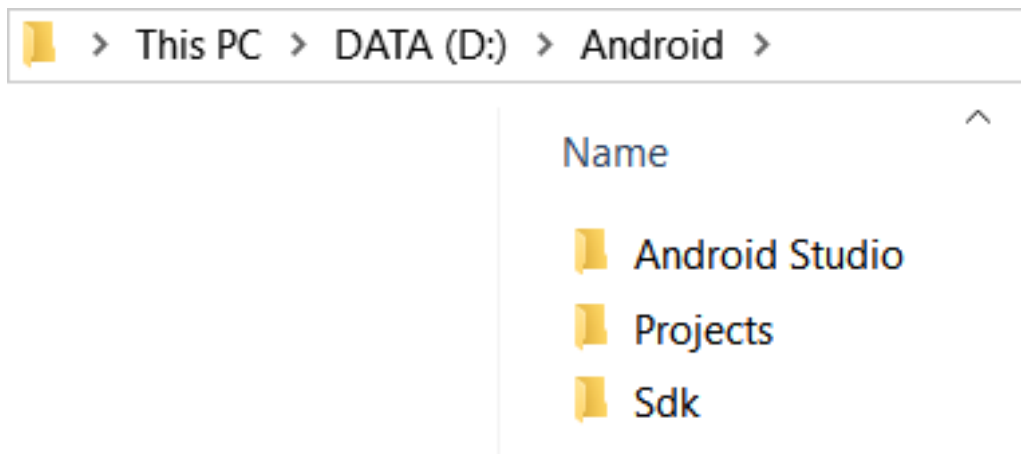 > This PC > DATA (D:) > Android >
Name
Android Studio
Projects
Sdk